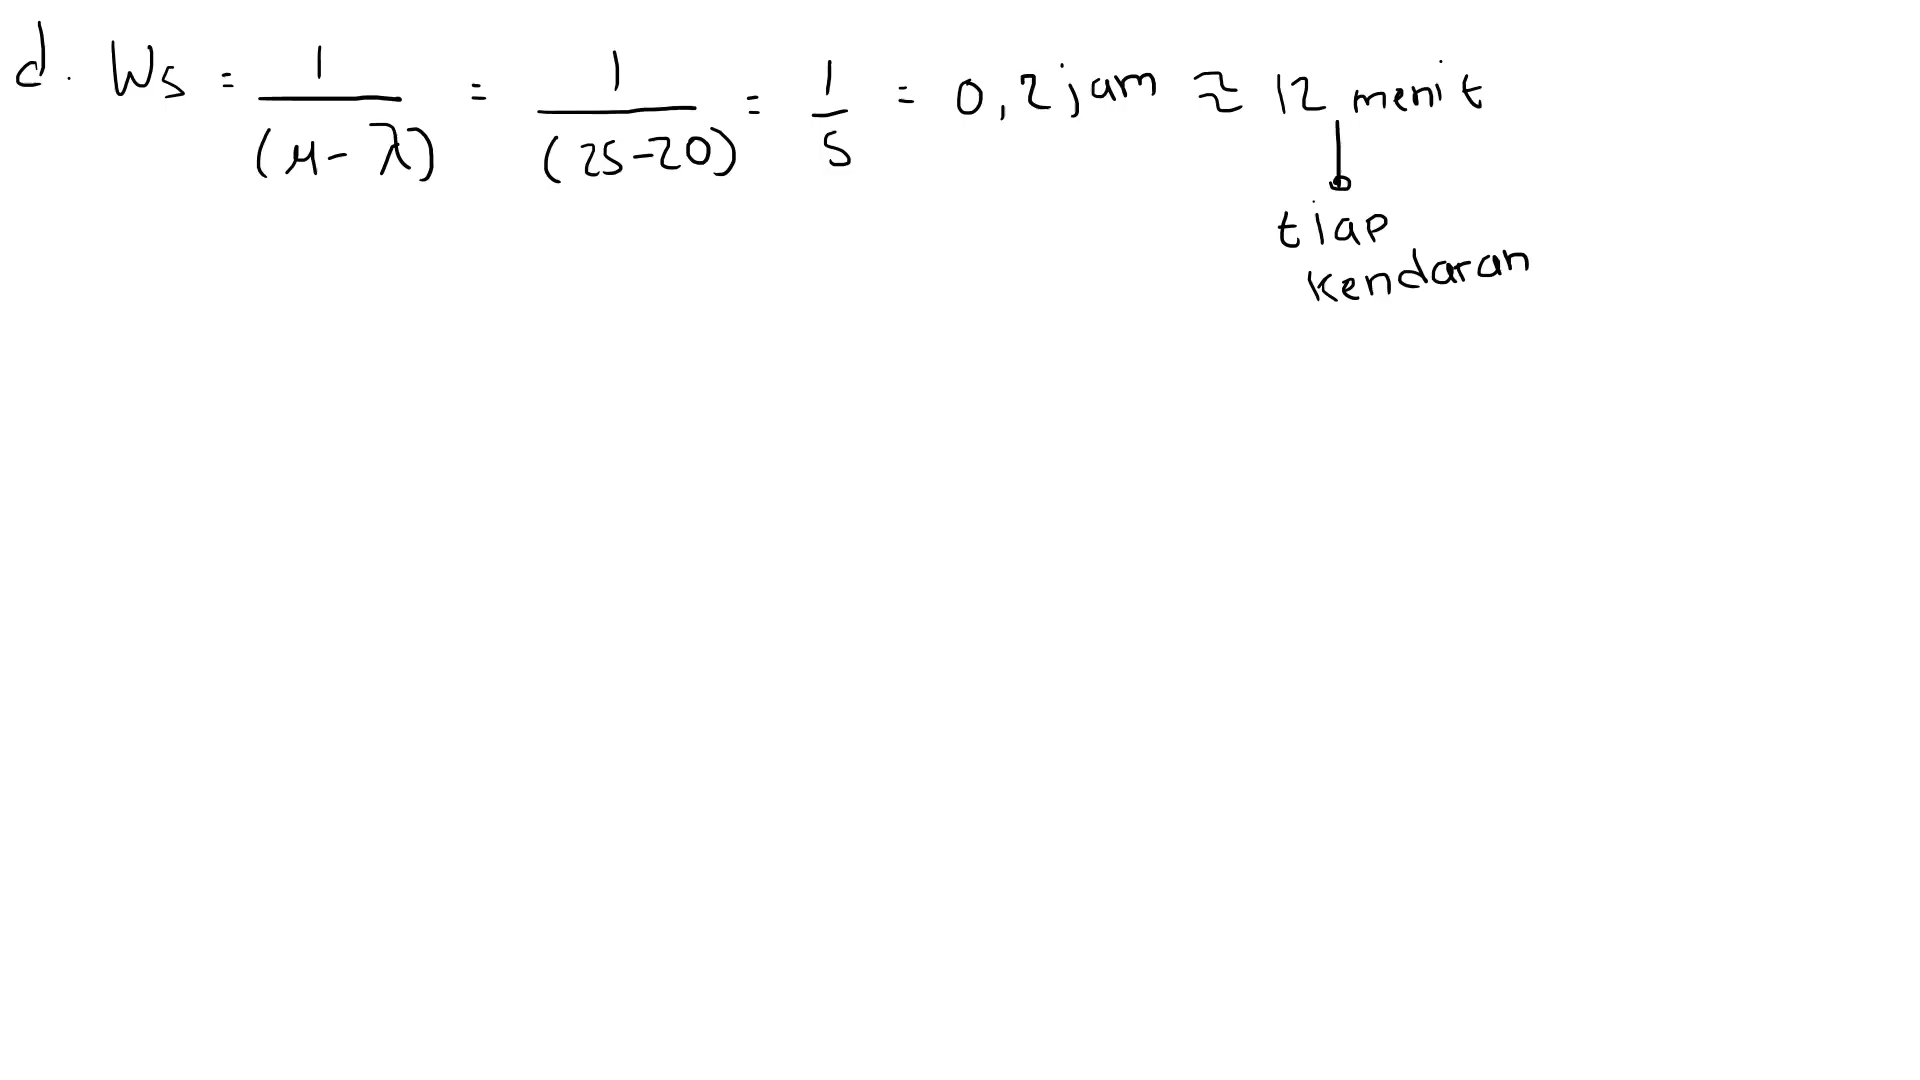 d. Ws = 1/(μ - λ) = 1/(25-20) = 1/5 = 0,2 jam ≈ 12 menit
tiap
kendaran